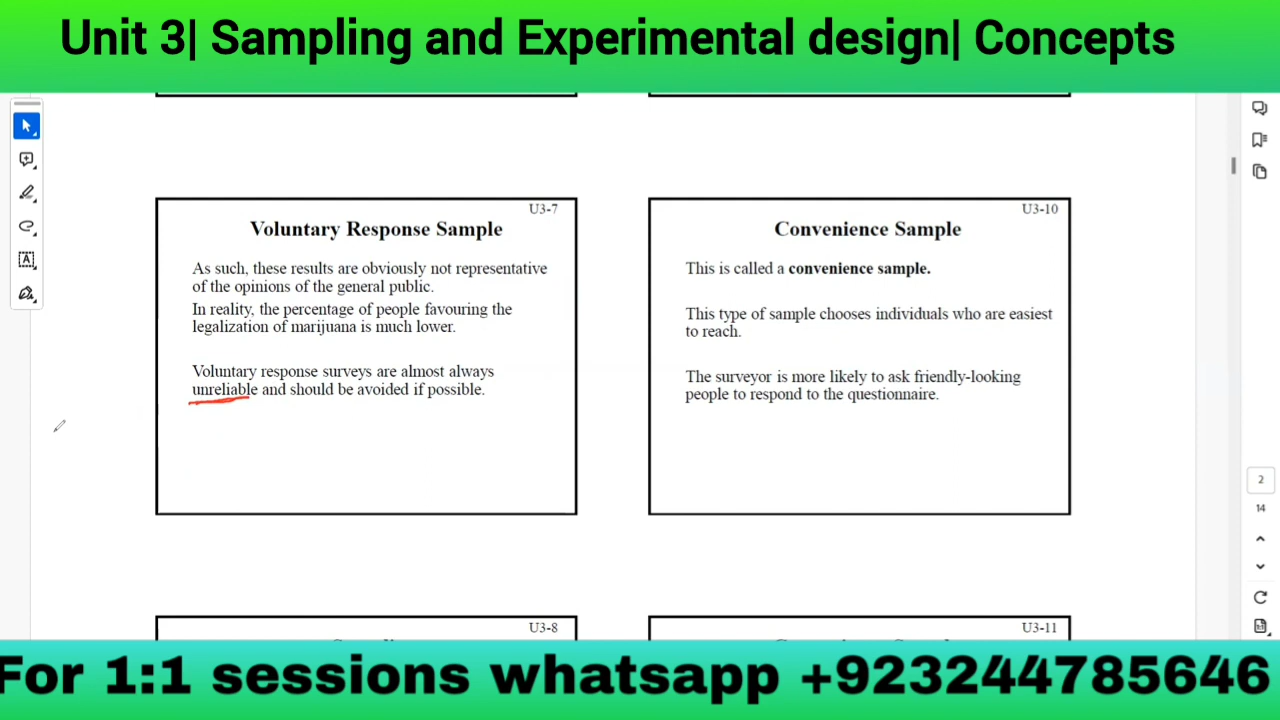 Unit 3| Sampling and Experimental design| Concepts
U3-7
Voluntary Response Sample
As such, these results are obviously not representative
of the opinions of the general public.
In reality, the percentage of people favouring the
legalization of marijuana is much lower.
Voluntary response surveys are almost always
unreliable and should be avoided if possible.
U3-10
Convenience Sample
This is called a convenience sample.
This type of sample chooses individuals who are easiest
to reach.
The surveyor is more likely to ask friendly-looking
people to respond to the questionnaire.
2
14
U3-8
U3-11
For 1:1 sessions whatsapp +923244785646